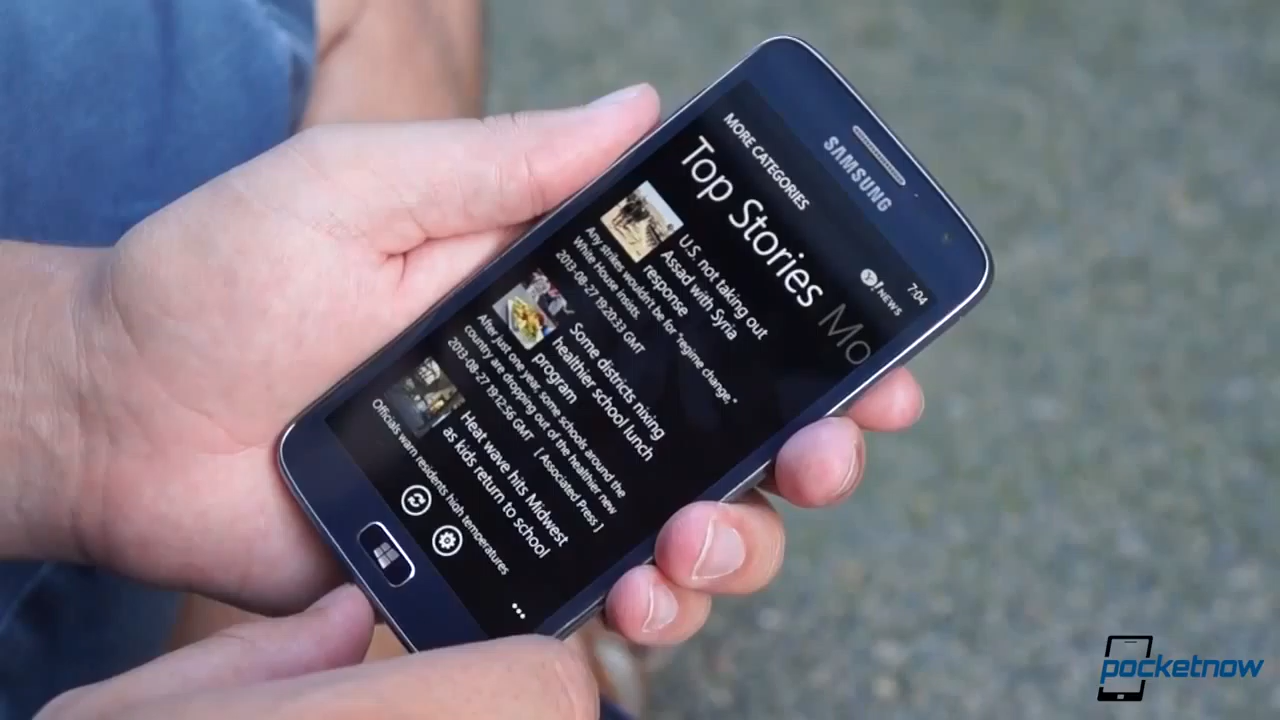 SAMSUNG
7:04
Y! NEWS
MORE CATEGORIES
Top Stories Mo
U.S. not taking out
Assad with Syria
response
Any strikes wouldn't be for "regime change,"
White House insists.
2013-08-27 19:20:33 GMT
Some districts nixing
healthier school lunch
program
After just one year, some schools around the
country are dropping out of the healthier new
2013-08-27 19:12:56 GMT [ Associated Press ]
Heat wave hits Midwest
as kids return to school
Officials warn residents high temperatures
pocketnow